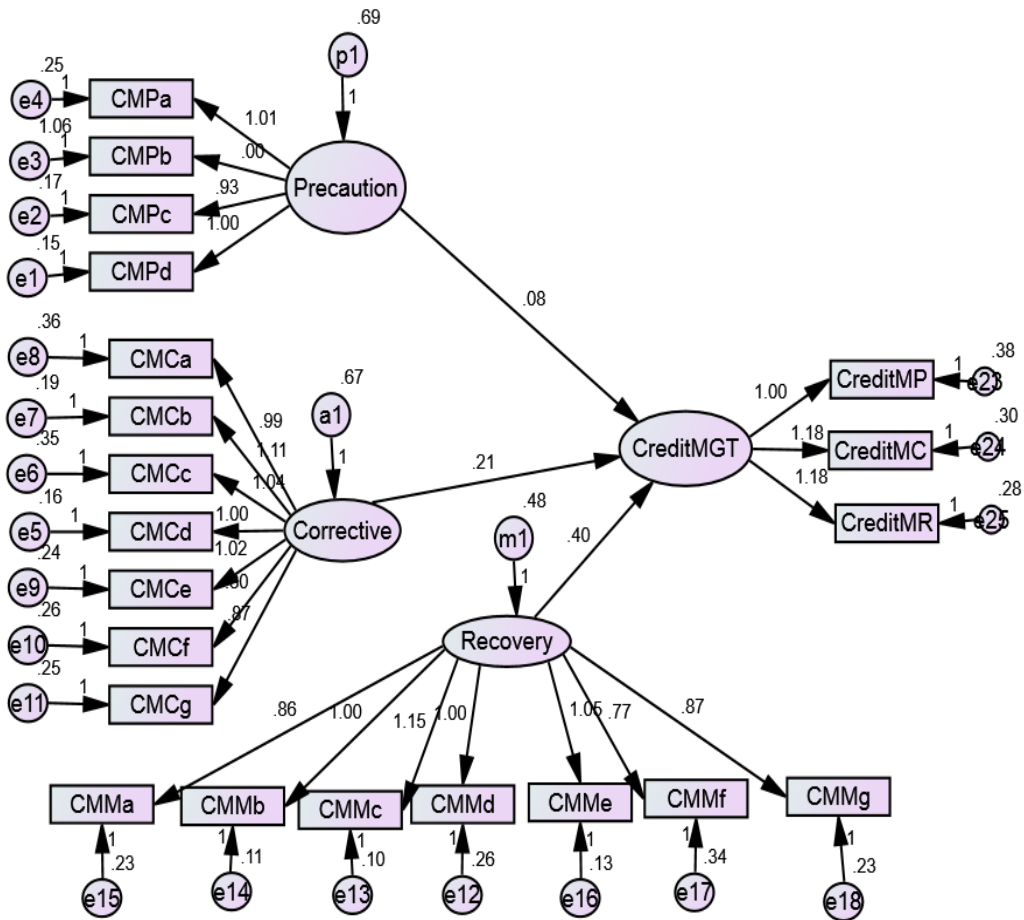 .69
p1
1
.25
e4
1
CMPa
1.01
1.06
e3
1
CMPb
.00
Precaution
.17
e2
1
CMPc
.93
.15
e1
1
CMPd
1.00
.08
.36
e8
1
CMCa
.99
.67
a1
1
.19
e7
1
CMCb
1.11
.35
e6
1
CMCc
1.04
.16
e5
1
CMCd
1.00
Corrective
.21
.24
e9
1
CMCe
1.02
.26
e10
1
CMCf
.25
e11
1
CMCg
.87
CreditMGT
1.00
CreditMP
1
.38
e23
1.18
CreditMC
1
.30
e24
1.18
CreditMR
1
.28
e25
.48
m1
1
.40
Recovery
.86
1.00
1.15
1.00
1.05
.77
.87
CMMa
CMMb
CMMc
CMMd
CMMe
CMMf
CMMg
1
.23
1
.11
1
.10
1
.26
1
.13
1
.34
1
.23
e15
e14
e13
e12
e16
e17
e18